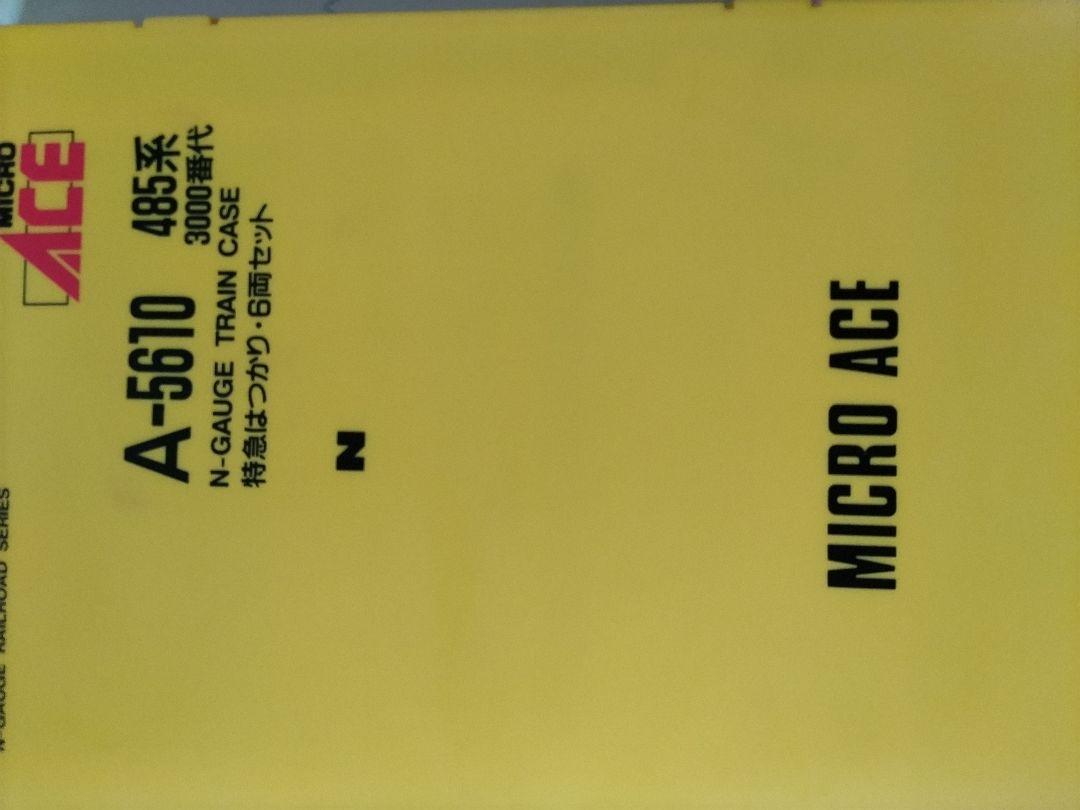 N-GAUGE RAILROAD SERIES
MICRO
ACE
A-5610 485系
3000番代
N-GAUGE TRAIN CASE
特急はつかり・6両セット
N
MICRO ACE